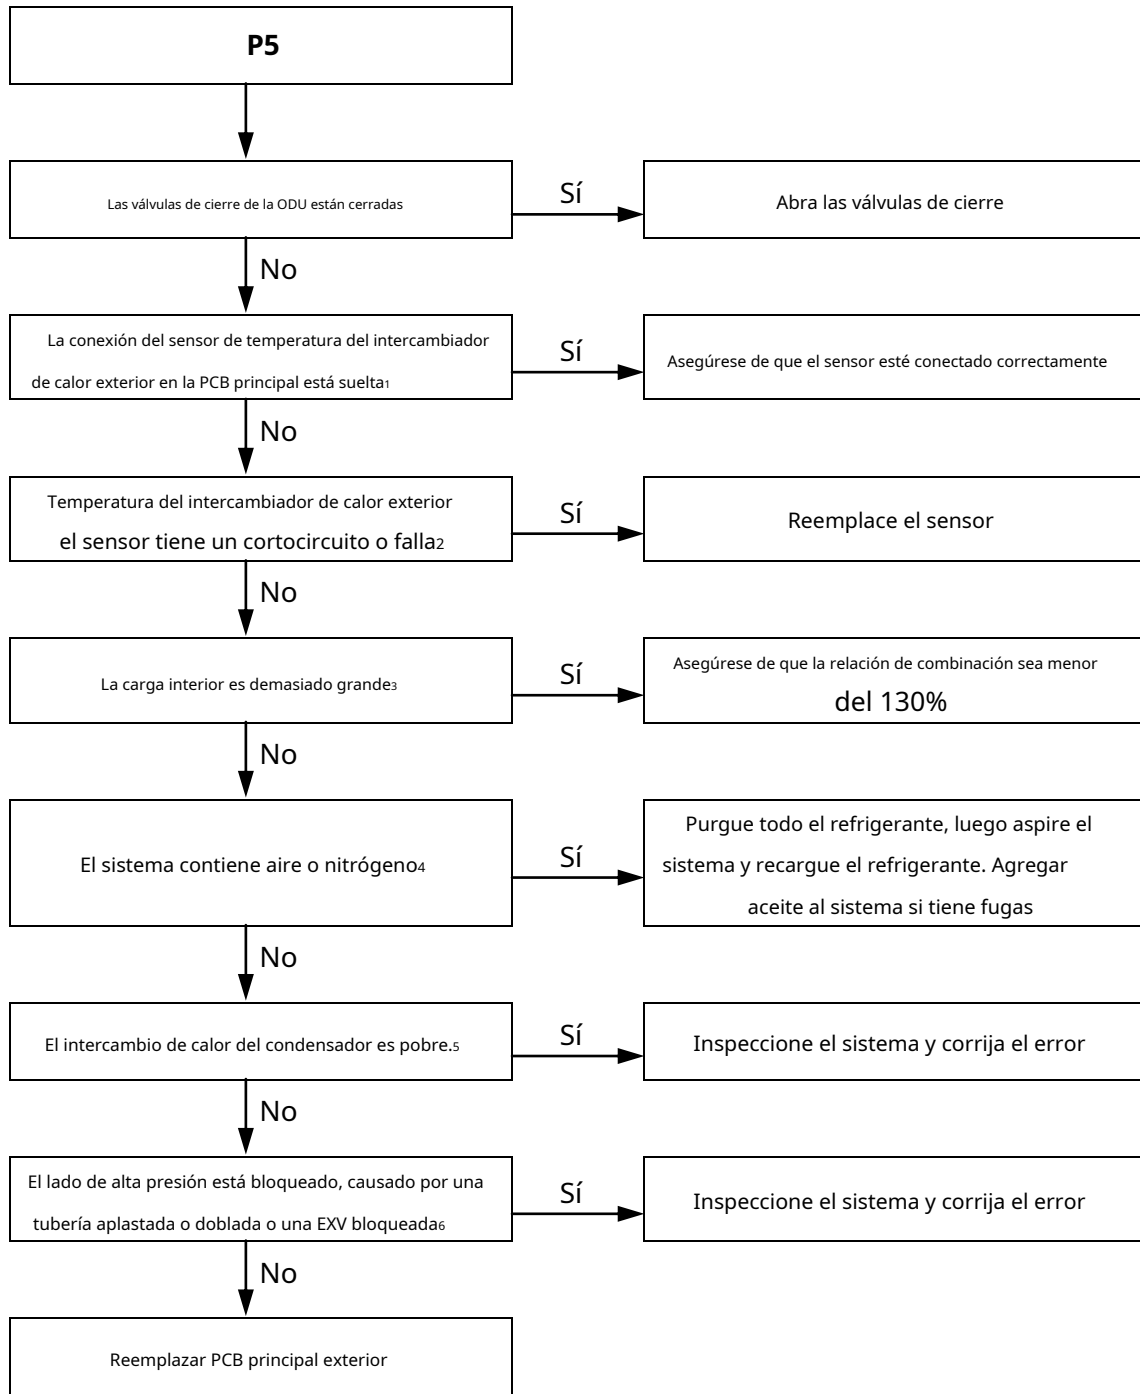 P5
Las válvulas de cierre de la ODU están cerradas
Sí
Abra las válvulas de cierre
No
La conexión del sensor de temperatura del intercambiador
de calor exterior en la PCB principal está suelta1
Sí
Asegúrese de que el sensor esté conectado correctamente
No
Temperatura del intercambiador de calor exterior
el sensor tiene un cortocircuito o falla2
Sí
Reemplace el sensor
No
La carga interior es demasiado grande3
Sí
Asegúrese de que la relación de combinación sea menor
del 130%
No
El sistema contiene aire o nitrógeno4
Sí
Purgue todo el refrigerante, luego aspire el
sistema y recargue el refrigerante. Agregar
aceite al sistema si tiene fugas
No
El intercambio de calor del condensador es pobre.5
Sí
Inspeccione el sistema y corrija el error
No
El lado de alta presión está bloqueado, causado por una
tubería aplastada o doblada o una EXV bloqueada6
Sí
Inspeccione el sistema y corrija el error
No
Reemplazar PCB principal exterior